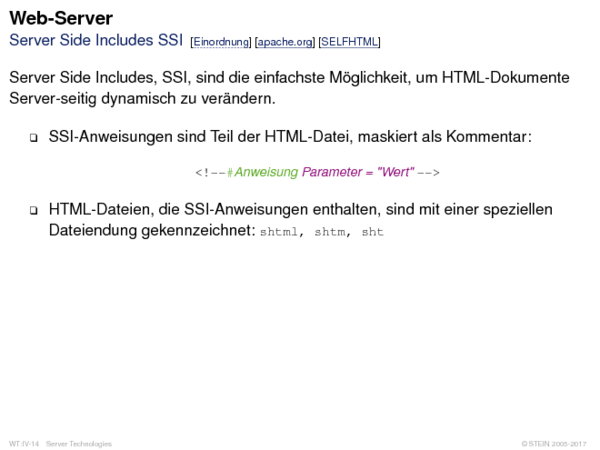 Web-Server
Server Side Includes SSI [Einordnung] [apache.org] [SELFHTML]
Server Side Includes, SSI, sind die einfachste Möglichkeit, um HTML-Dokumente
Server-seitig dynamisch zu verändern.
❑ SSI-Anweisungen sind Teil der HTML-Datei, maskiert als Kommentar:
<!--#Anweisung Parameter = "Wert" -->
❑ HTML-Dateien, die SSI-Anweisungen enthalten, sind mit einer speziellen
Dateiendung gekennzeichnet: shtml, shtm, sht
WT:IV-14 Server Technologies © STEIN 2005-2017